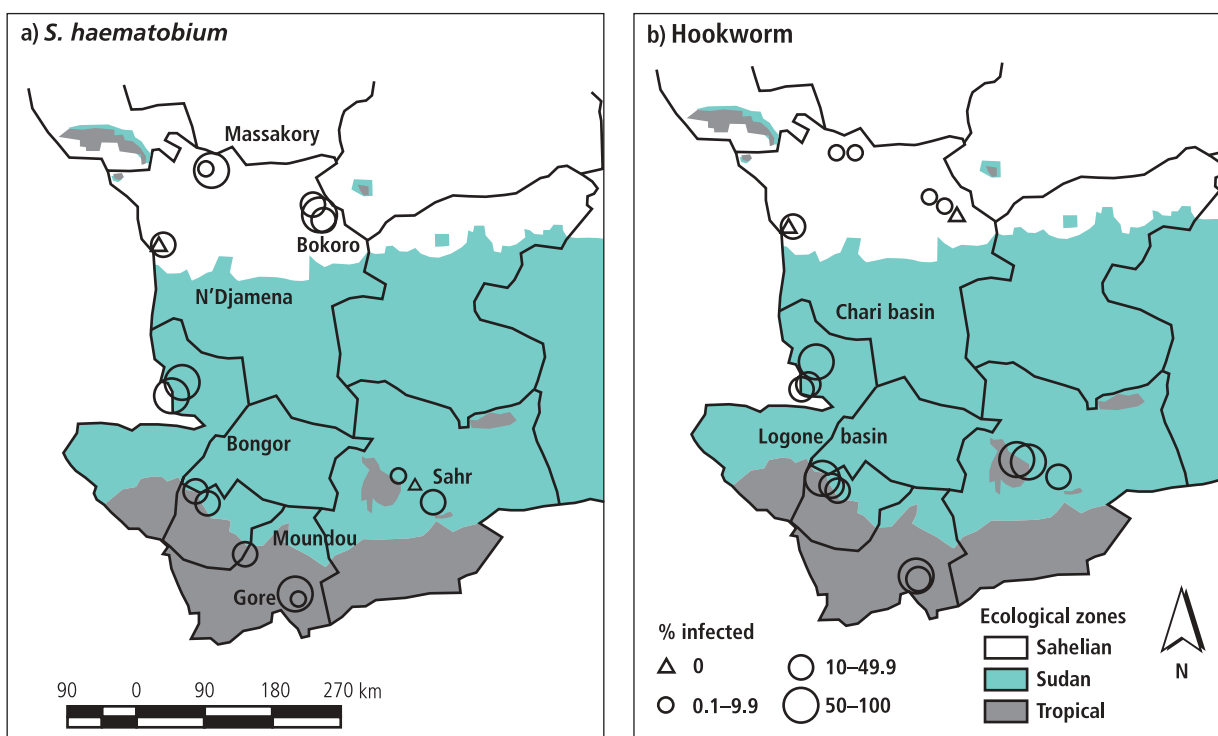 a) S. haematobium
Massakory
Bokoro
N'Djamena
Bongor
Sahr
Moundou
Gore
90 0 90 180 270 km
b) Hookworm
Chari basin
Logone basin
% infected
0
0.1–9.9
10–49.9
50–100
Ecological zones
Sahelian
Sudan
Tropical
N